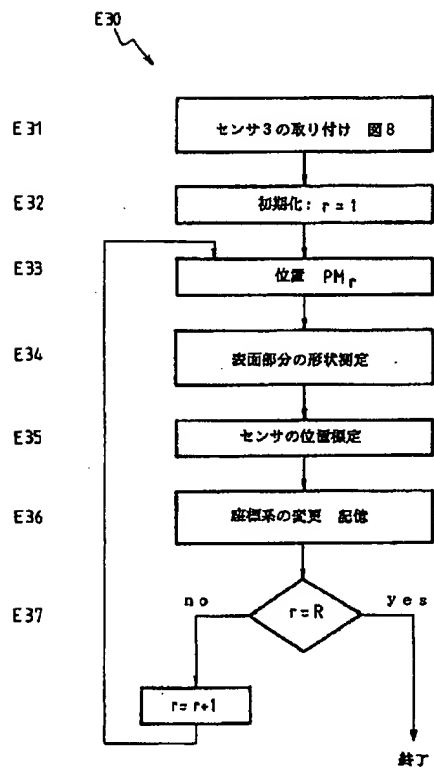 E30
E31
センサ3の取り付け 図8
E32
初期化: r = 1
E33
位置 PMr
E34
表面部分の形状測定
E35
センサの位置標定
E36
座標系の変更 記憶
E37
no
r = R
yes
r = r+1
終了